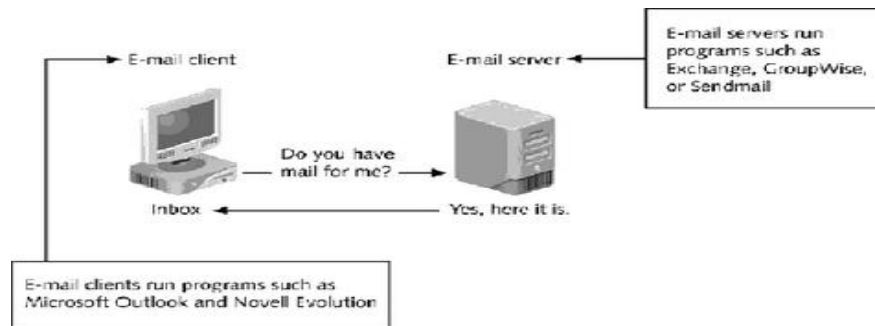 E-mail servers run
programs such as
Exchange, GroupWise,
or Sendmail
E-mail client
E-mail server
Do you have
mail for me?
Inbox
Yes, here it is.
E-mail clients run programs such as
Microsoft Outlook and Novell Evolution